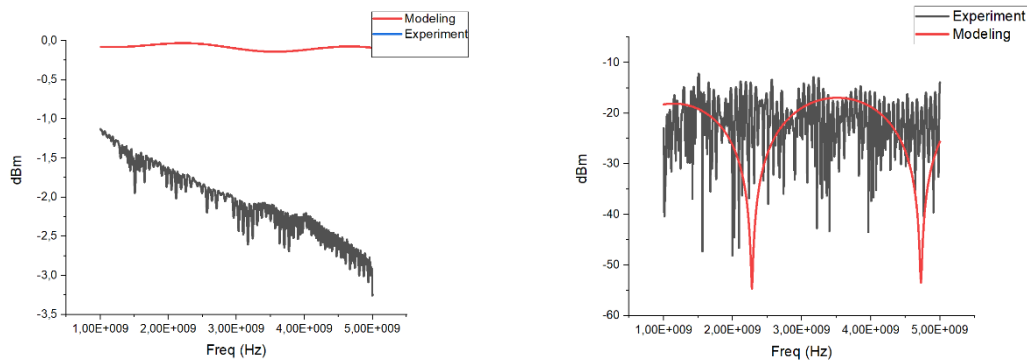 Modeling
Experiment
0,0
-0,5
-1,0
-1,5
-2,0
-2,5
-3,0
-3,5
dBm
1,00E+009 2,00E+009 3,00E+009 4,00E+009 5,00E+009
Freq (Hz)
Experiment
Modeling
-10
-20
-30
-40
-50
-60
dBm
1,00E+009 2,00E+009 3,00E+009 4,00E+009 5,00E+009
Freq (Hz)